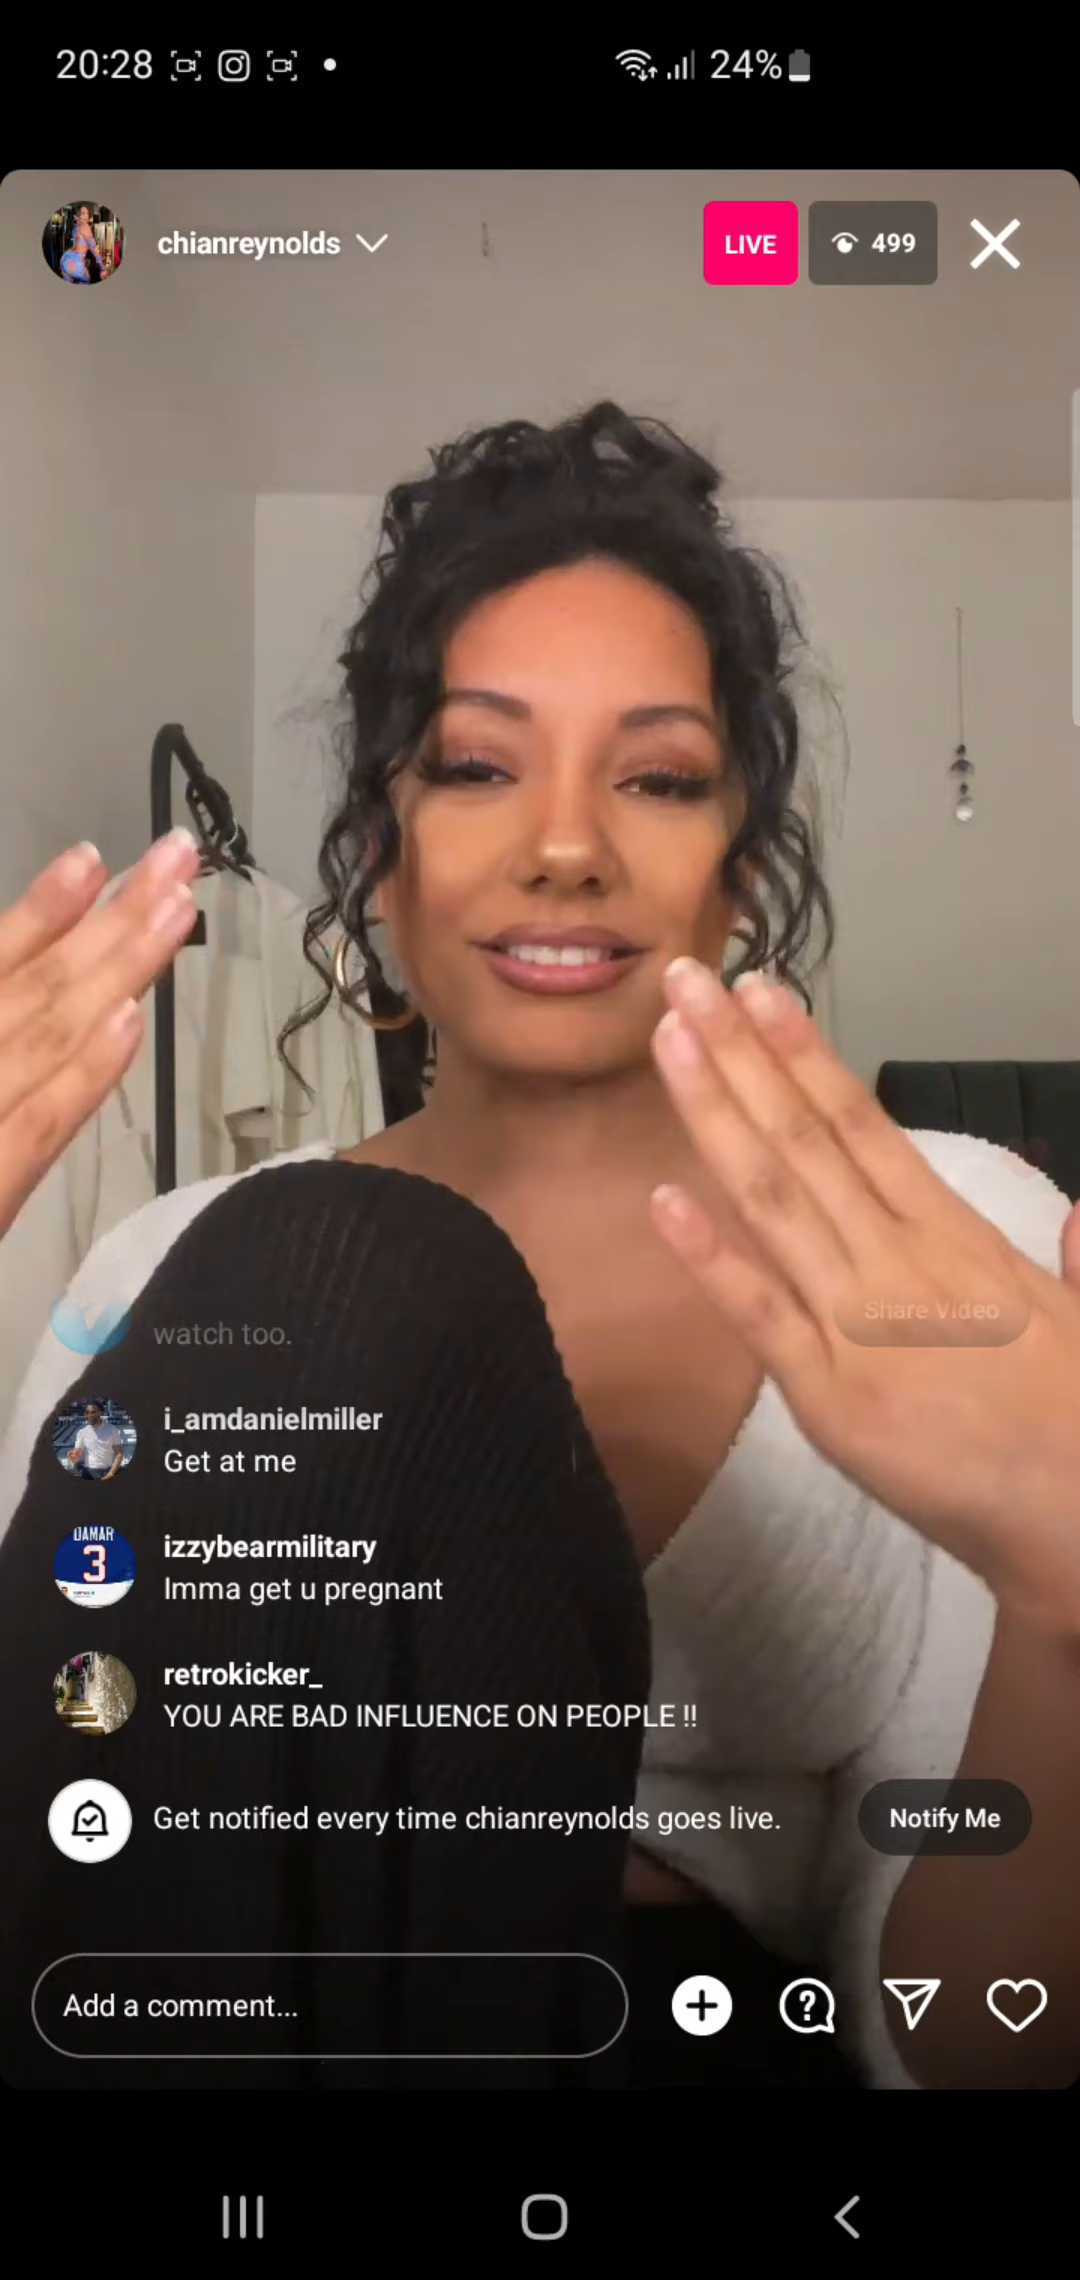 20:28
24%
chianreynolds
LIVE
499
Share Video
watch too.
i_amdanielmiller
Get at me
DAMAR
3
izzybearmilitary
Imma get u pregnant
retrokicker_
YOU ARE BAD INFLUENCE ON PEOPLE !!
Get notified every time chianreynolds goes live.
Notify Me
Add a comment...